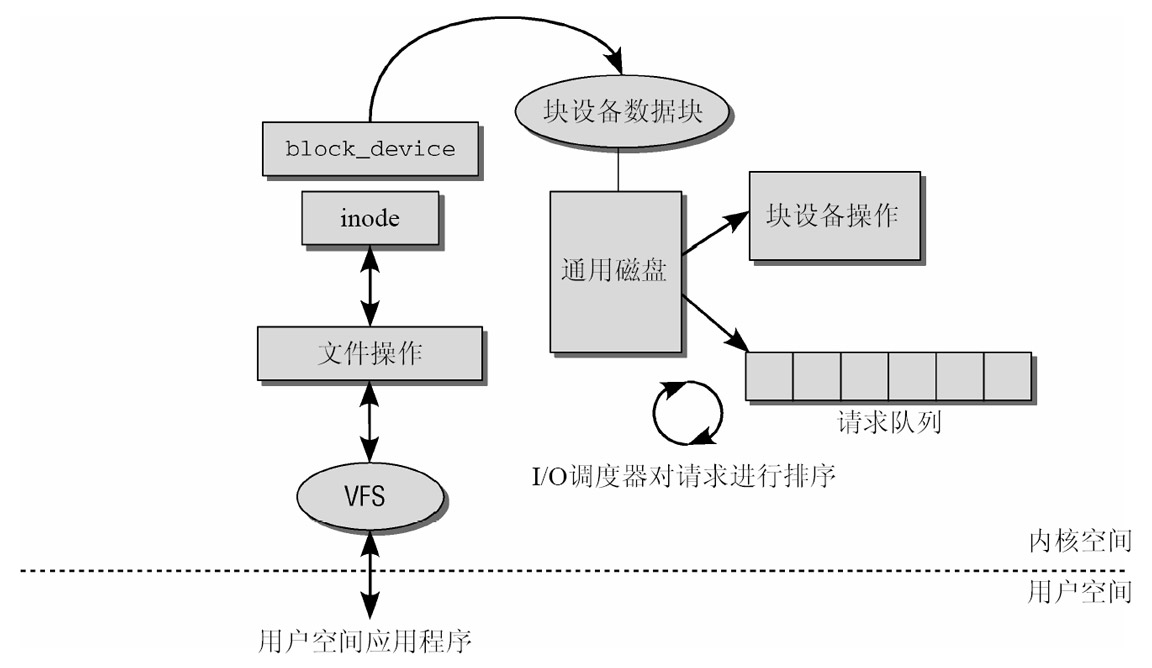 块设备数据块
block_device
inode
块设备操作
通用磁盘
文件操作
请求队列
I/O调度器对请求进行排序
VFS
内核空间
用户空间
用户空间应用程序